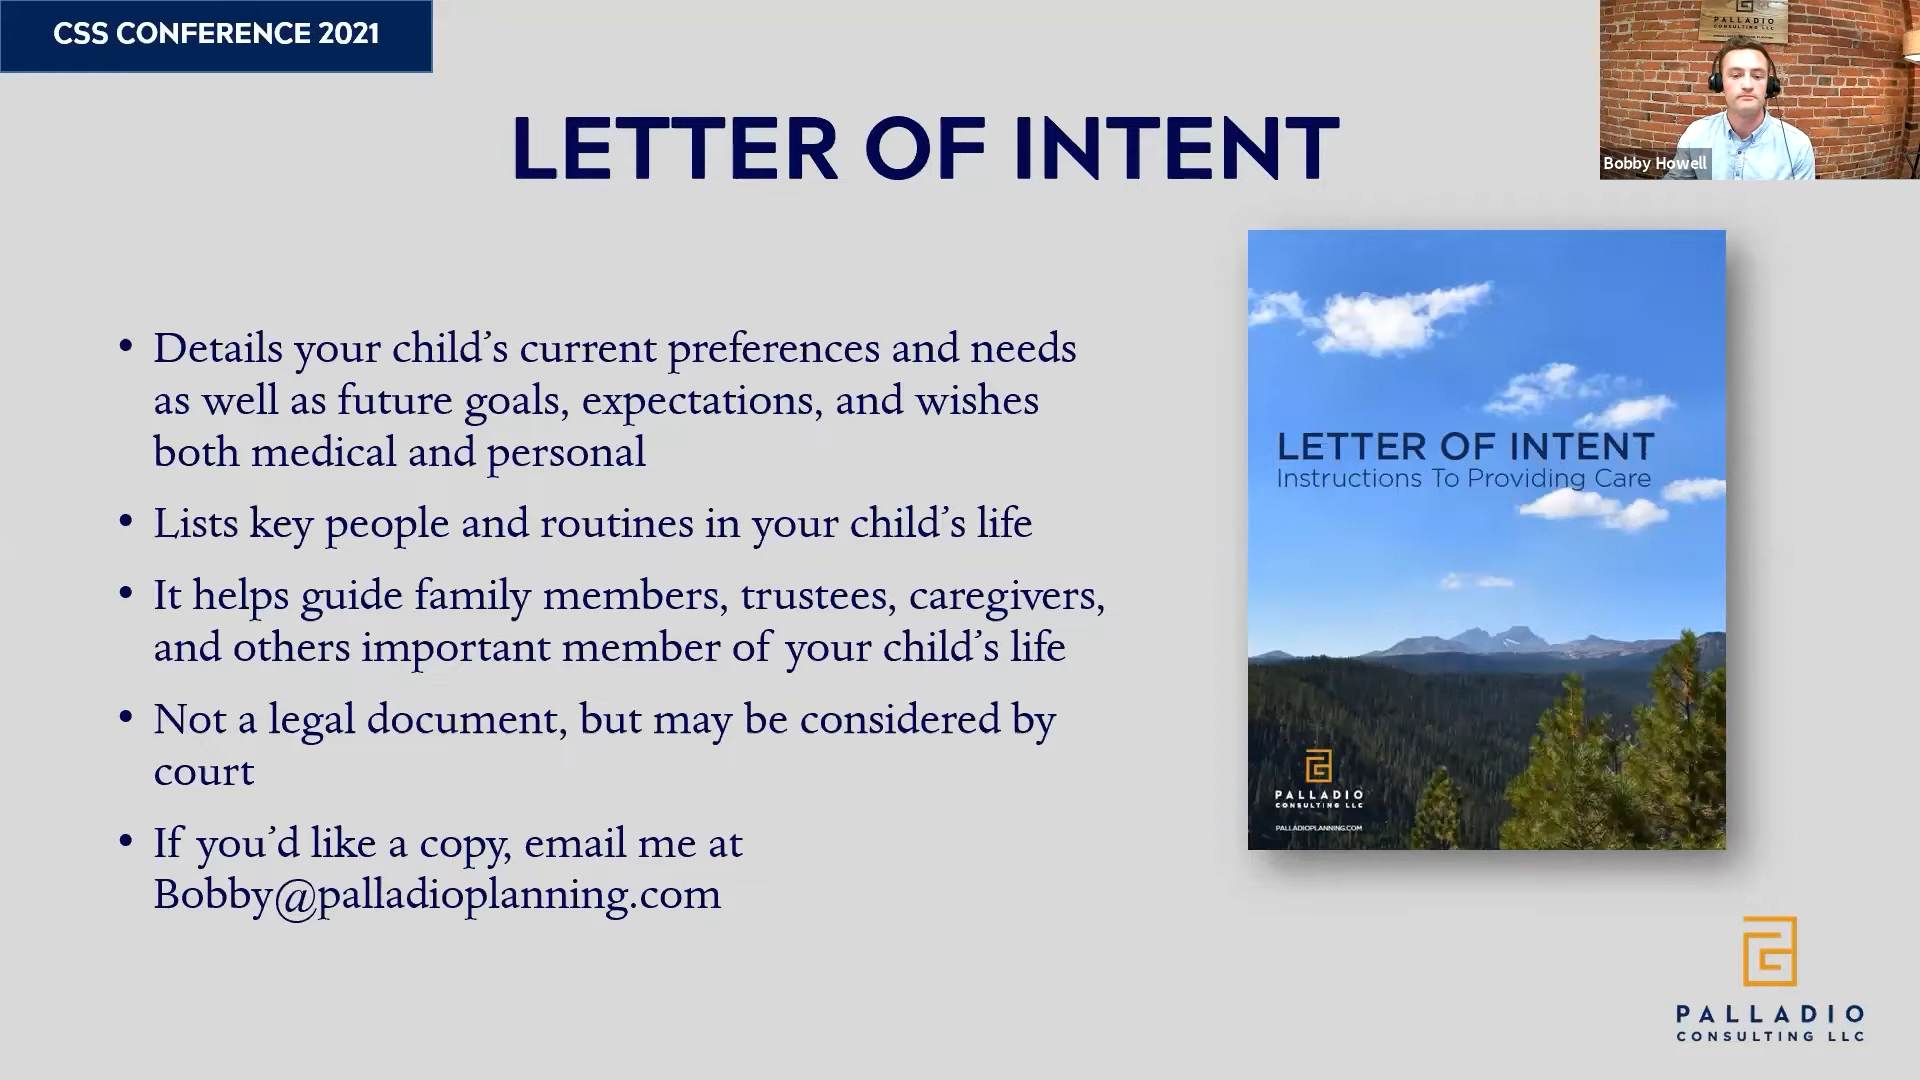 CSS CONFERENCE 2021
PALLADIO
CONSULTING LLC
Bobby Howell
LETTER OF INTENT
• Details your child’s current preferences and needs
as well as future goals, expectations, and wishes
both medical and personal
• Lists key people and routines in your child’s life
• It helps guide family members, trustees, caregivers,
and others important member of your child’s life
• Not a legal document, but may be considered by
court
• If you’d like a copy, email me at
Bobby@palladioplanning.com
LETTER OF INTENT
Instructions To Providing Care
PALLADIO
CONSULTING LLC
PALLADIOPLANNING.COM
PALLADIO
CONSULTING LLC